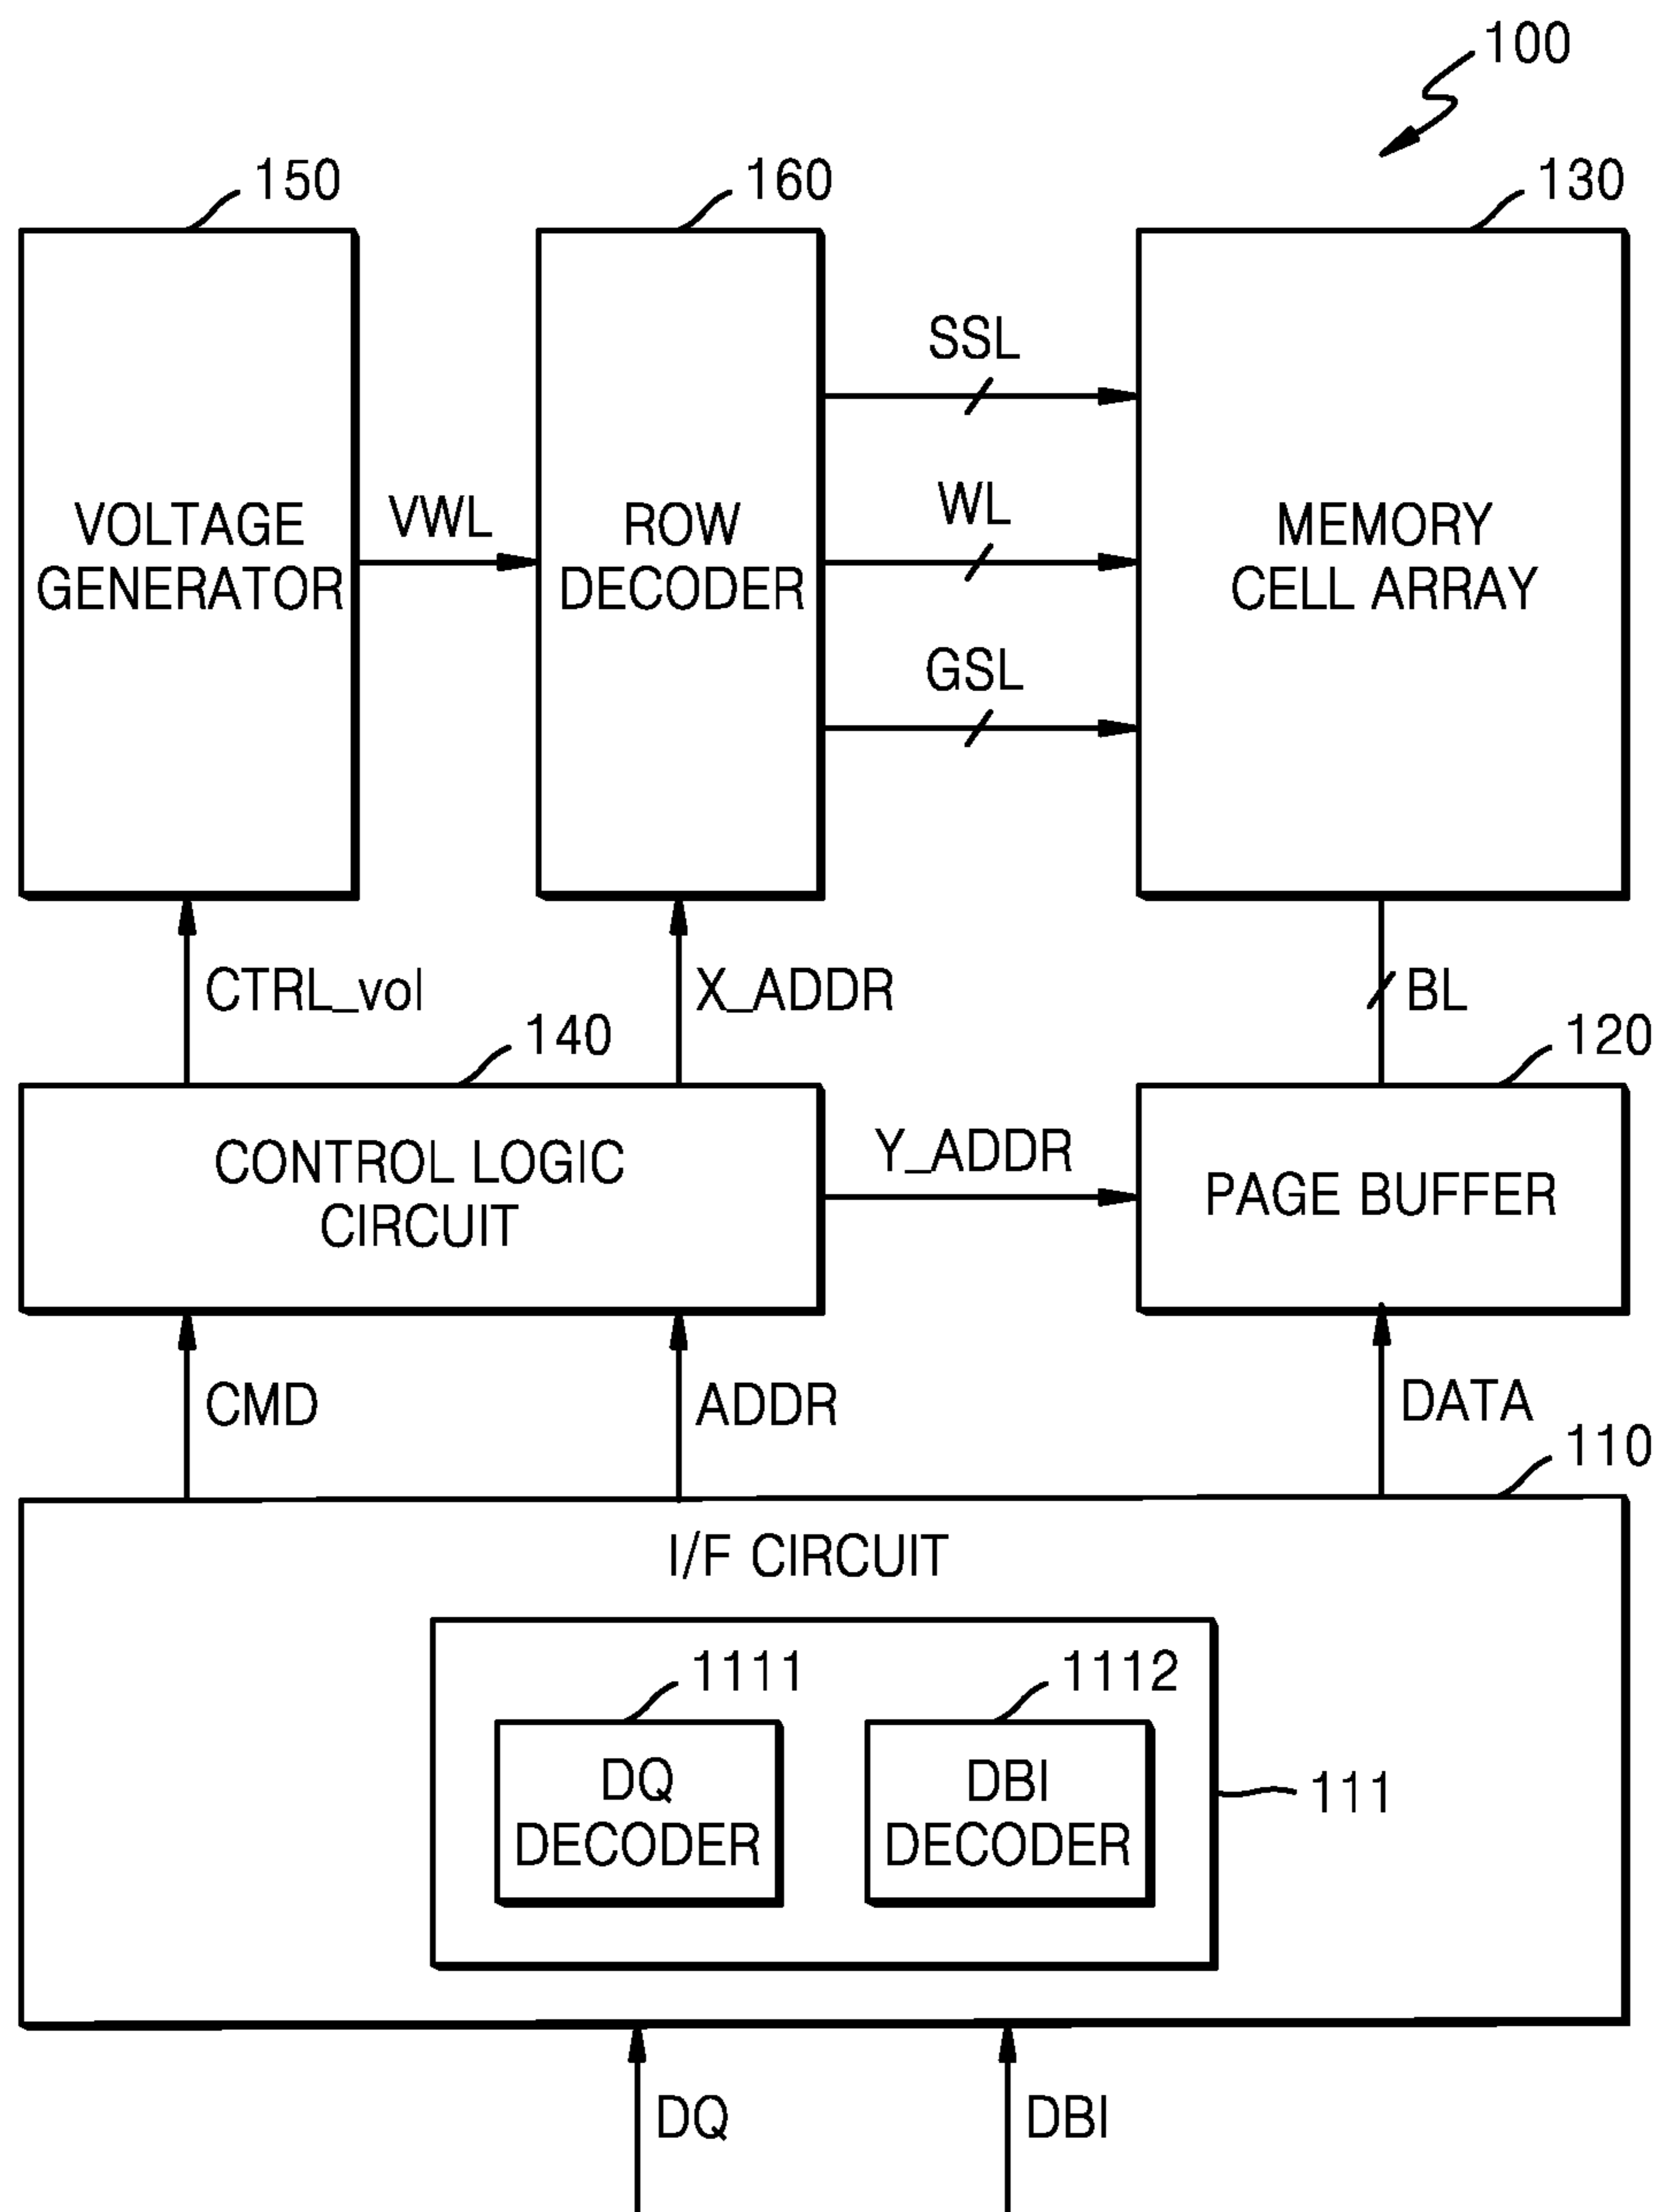 100
150
160
130
SSL
VOLTAGE
GENERATOR
VWL
ROW
DECODER
WL
MEMORY
CELL ARRAY
GSL
CTRL_vol
X_ADDR
BL
140
120
CONTROL LOGIC
CIRCUIT
Y_ADDR
PAGE BUFFER
CMD
ADDR
DATA
110
I/F CIRCUIT
1111
1112
DQ
DECODER
DBI
DECODER
111
DQ
DBI